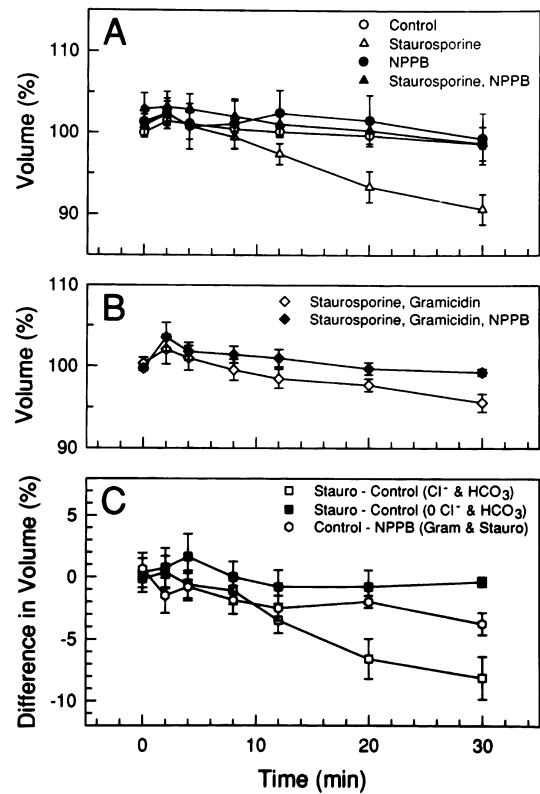 A
Control
Staurosporine
NPPB
Staurosporine, NPPB
Volume (%)
110
100
90
B
Staurosporine, Gramicidin
Staurosporine, Gramicidin, NPPB
Volume (%)
110
100
90
C
Stauro - Control (Cl⁻ & HCO₃)
Stauro - Control (0 Cl⁻ & HCO₃)
Control - NPPB (Gram & Stauro)
Difference in Volume (%)
5
0
-5
-10
0 10 20 30
Time (min)